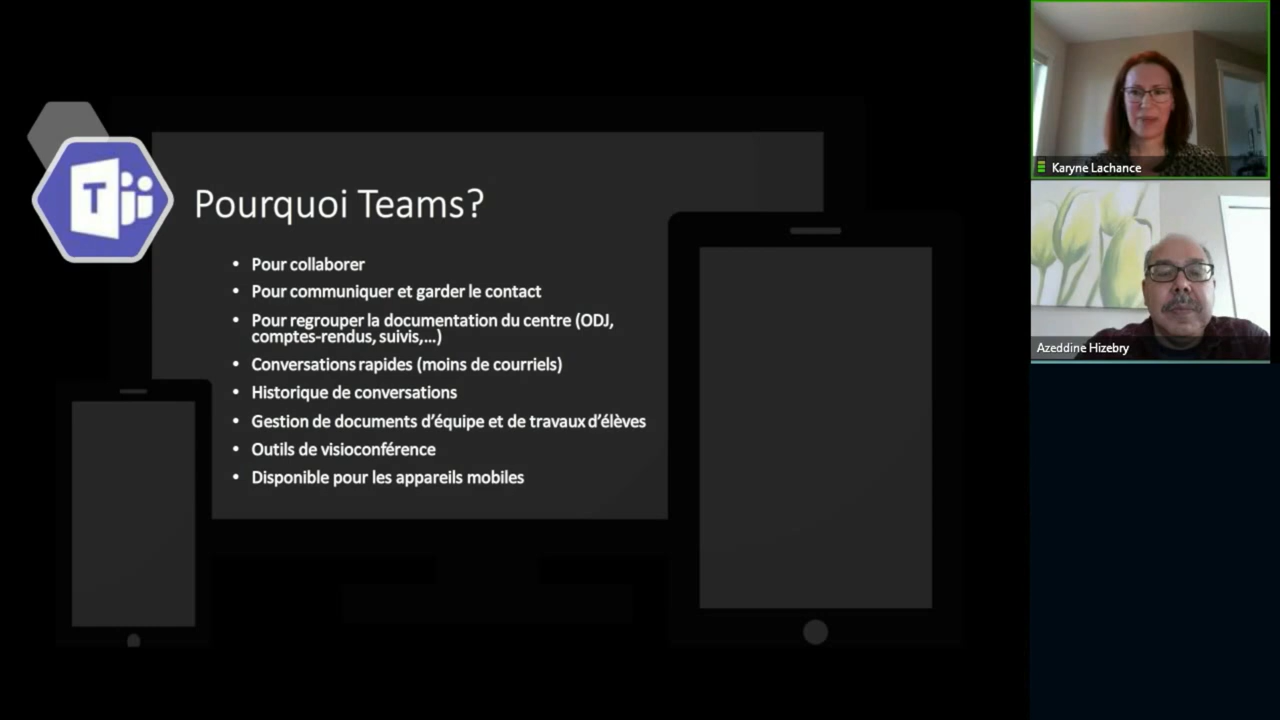 Pourquoi Teams?
• Pour collaborer
• Pour communiquer et garder le contact
• Pour regrouper la documentation du centre (ODJ,
comptes-rendus, suivis,...)
• Conversations rapides (moins de courriels)
• Historique de conversations
• Gestion de documents d'équipe et de travaux d'élèves
• Outils de visioconférence
• Disponible pour les appareils mobiles
T
Karyne Lachance
Azeddine Hizebry